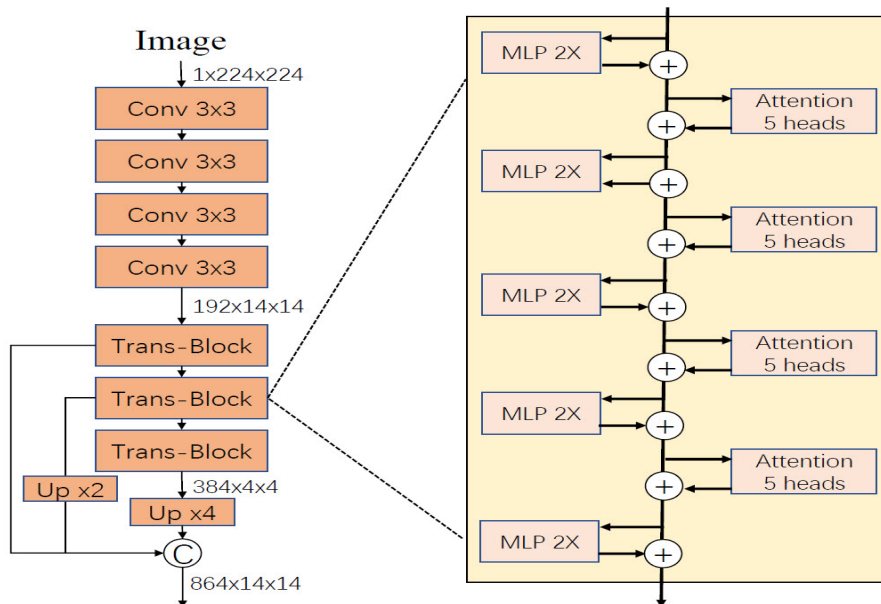 Image
1x224x224
Conv 3x3
Conv 3x3
Conv 3x3
Conv 3x3
192x14x14
Trans-Block
Trans-Block
Trans-Block
384x4x4
Up x2
Up x4
C
864x14x14
MLP 2X
+
Attention
5 heads
+
MLP 2X
+
Attention
5 heads
+
MLP 2X
+
Attention
5 heads
+
MLP 2X
+
Attention
5 heads
+
MLP 2X
+